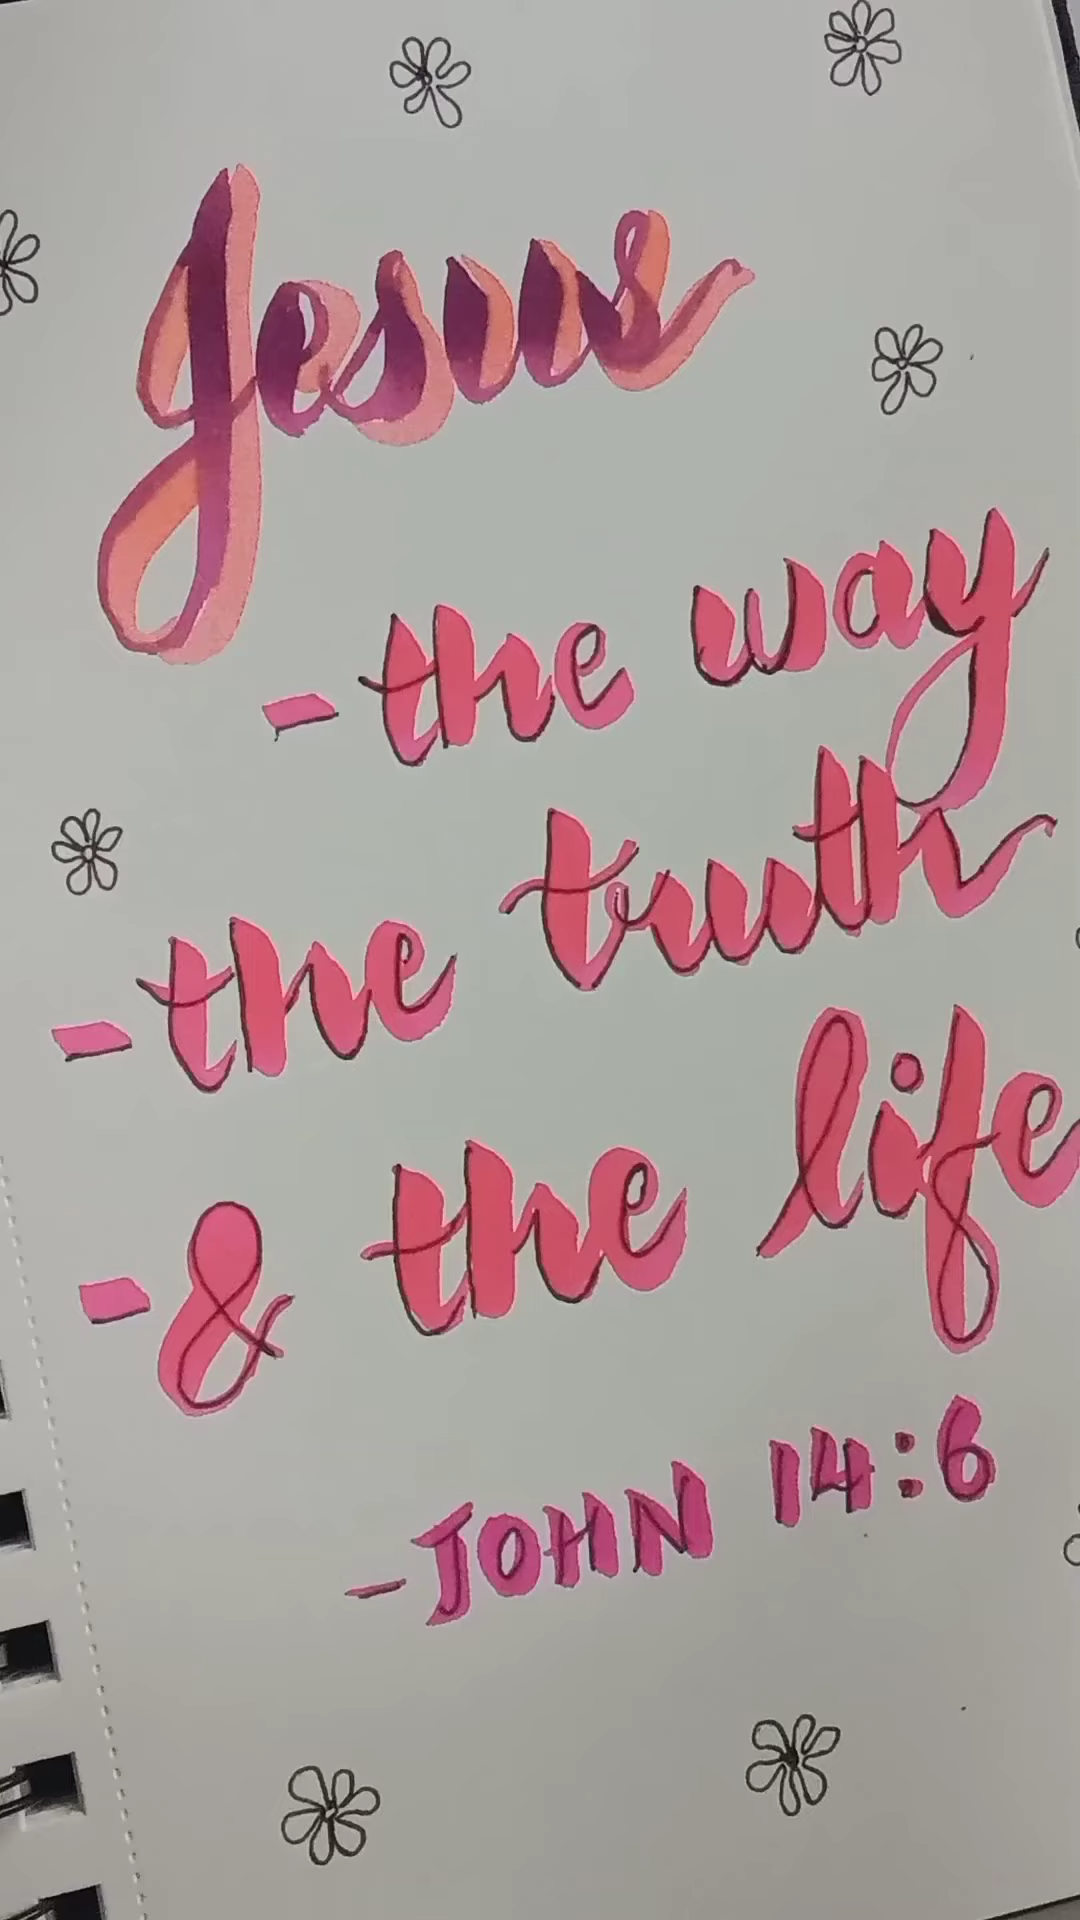 Jesus
- the way
- the truth
- & the life
- JOHN 14:6